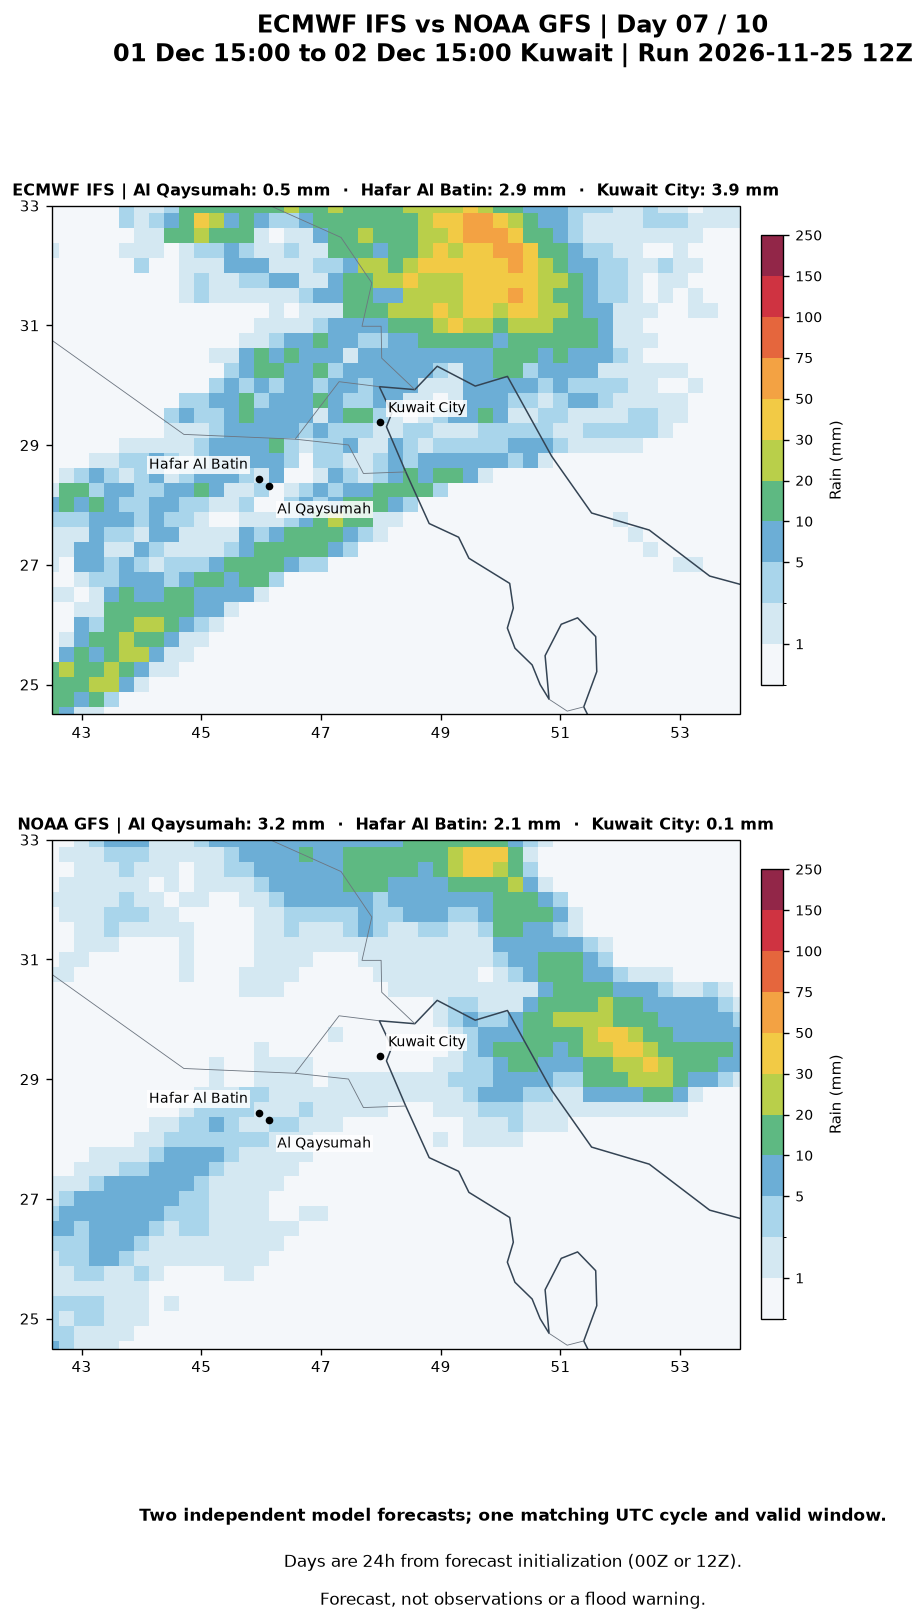 ECMWF IFS vs NOAA GFS | Day 07 / 10
01 Dec 15:00 to 02 Dec 15:00 Kuwait | Run 2026-11-25 12Z
ECMWF IFS | Al Qaysumah: 0.5 mm · Hafar Al Batin: 2.9 mm · Kuwait City: 3.9 mm
33
31
29
27
25
43
45
47
49
51
53
Kuwait City
Hafar Al Batin
Al Qaysumah
250
150
100
75
50
30
20
10
5
1
Rain (mm)
NOAA GFS | Al Qaysumah: 3.2 mm · Hafar Al Batin: 2.1 mm · Kuwait City: 0.1 mm
33
31
29
27
25
43
45
47
49
51
53
Kuwait City
Hafar Al Batin
Al Qaysumah
250
150
100
75
50
30
20
10
5
1
Rain (mm)
Two independent model forecasts; one matching UTC cycle and valid window.
Days are 24h from forecast initialization (00Z or 12Z).
Forecast, not observations or a flood warning.